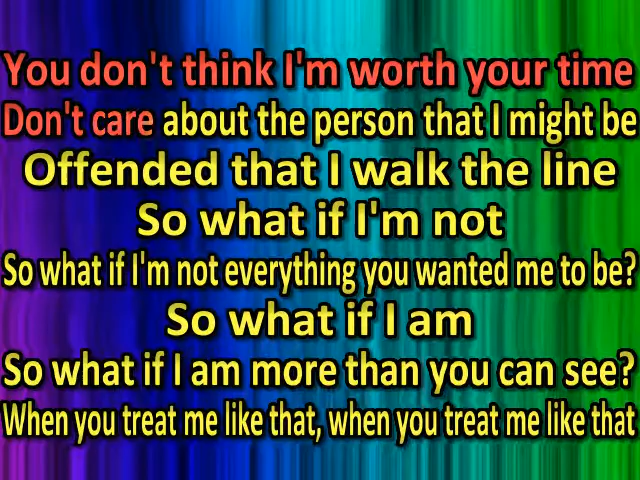 You don't think I'm worth your time
Don't care about the person that I might be
Offended that I walk the line
So what if I'm not
So what if I'm not everything you wanted me to be?
So what if I am
So what if I am more than you can see?
When you treat me like that, when you treat me like that